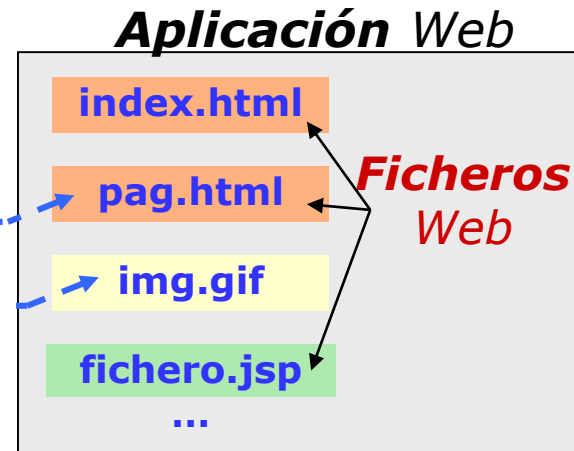 Aplicación Web
index.html
pag.html
Ficheros
Web
img.gif
fichero.jsp
...